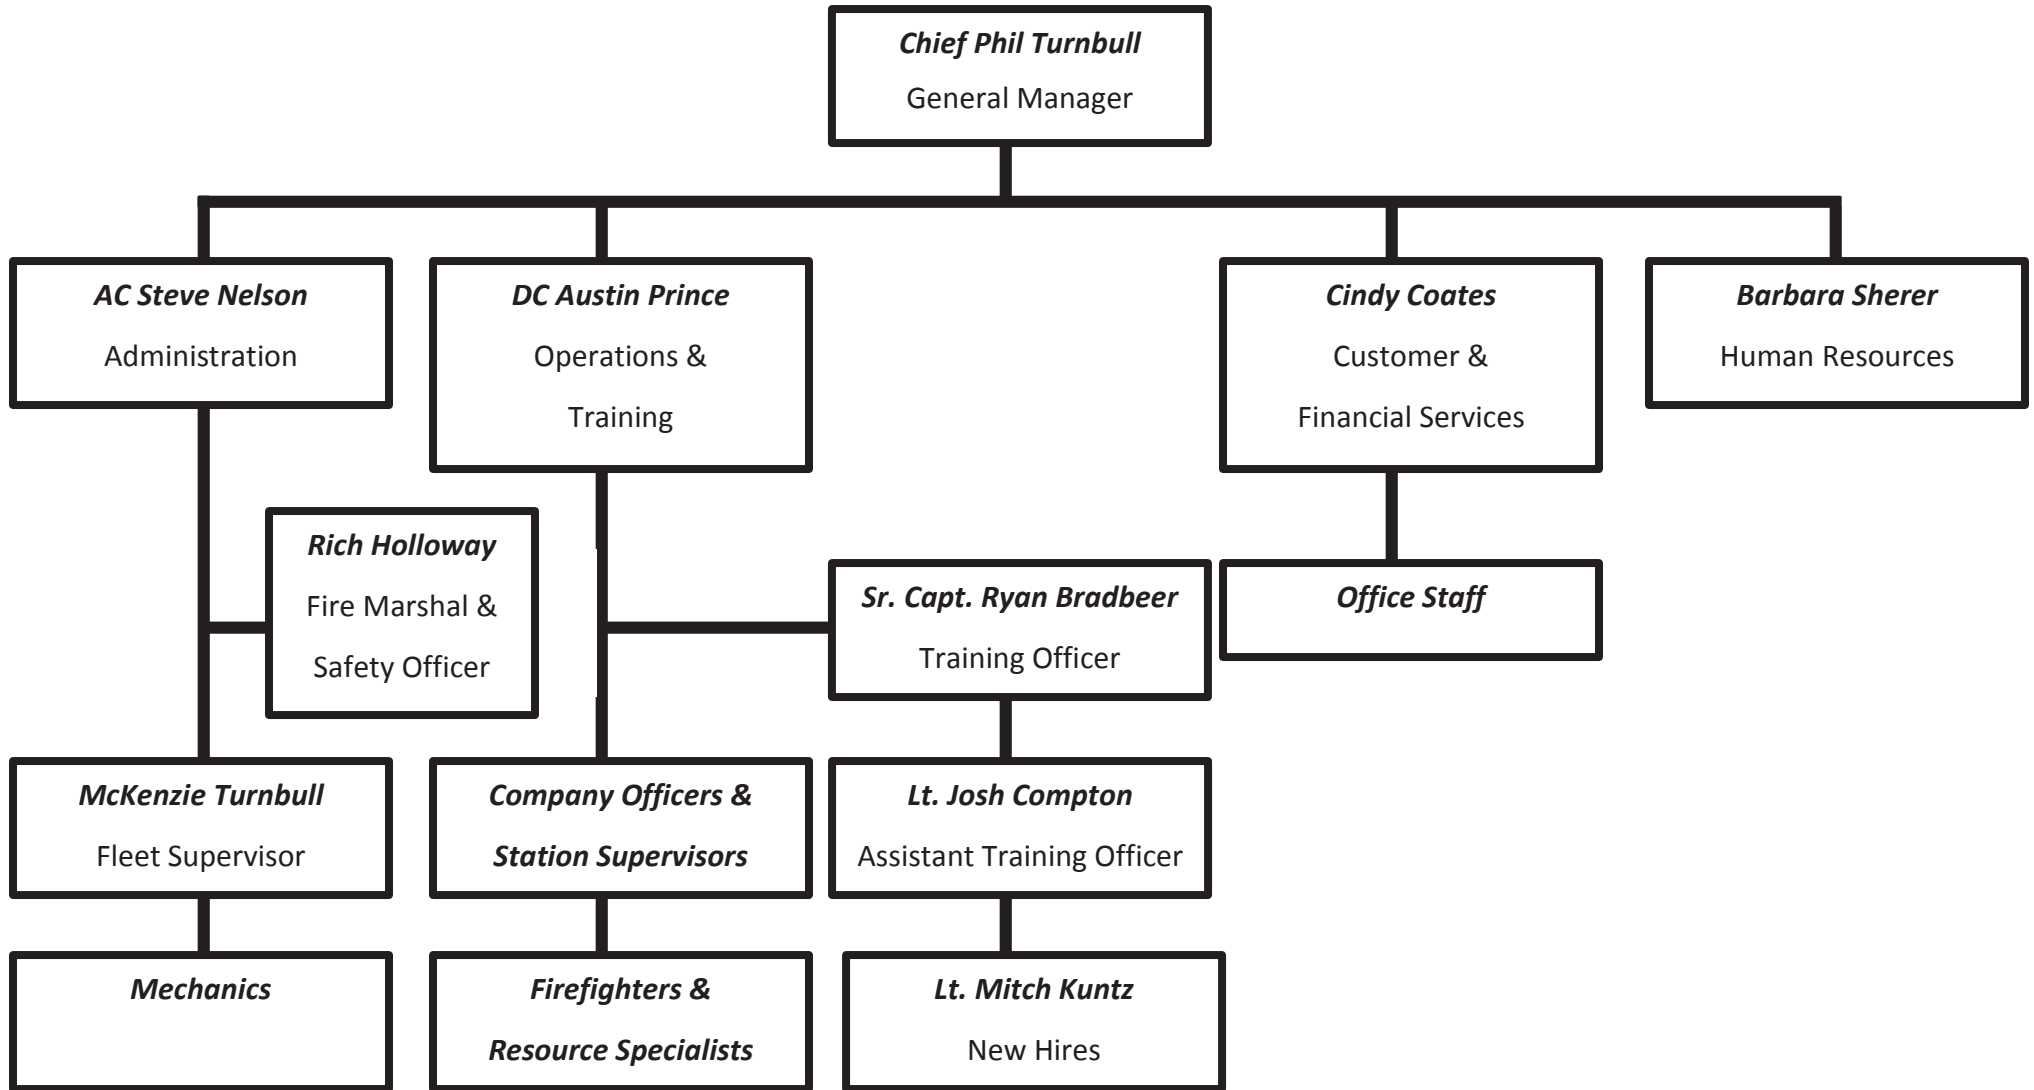 Chief Phil Turnbull
General Manager
AC Steve Nelson
Administration
DC Austin Prince
Operations &
Training
Cindy Coates
Customer &
Financial Services
Barbara Sherer
Human Resources
Rich Holloway
Fire Marshal &
Safety Officer
Sr. Capt. Ryan Bradbeer
Training Officer
Office Staff
McKenzie Turnbull
Fleet Supervisor
Company Officers &
Station Supervisors
Lt. Josh Compton
Assistant Training Officer
Mechanics
Firefighters &
Resource Specialists
Lt. Mitch Kuntz
New Hires